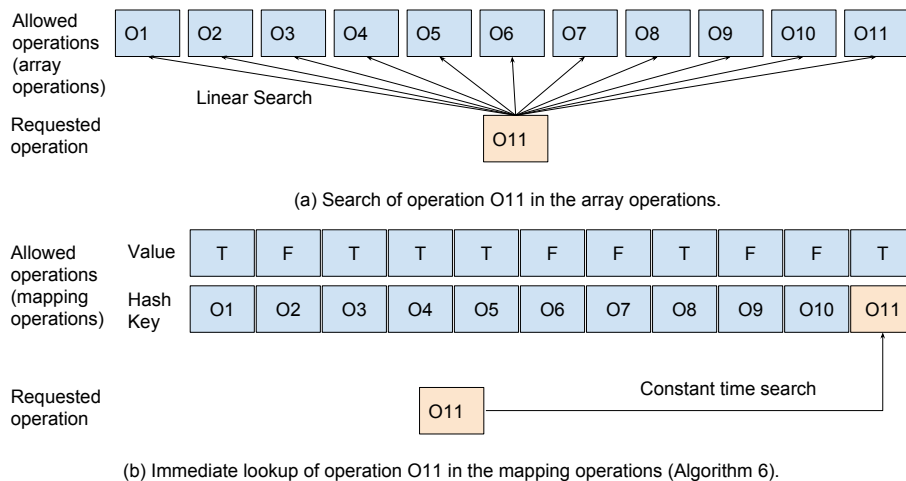 Allowed
operations
(array
operations)
O1 O2 O3 O4 O5 O6 O7 O8 O9 O10 O11
Linear Search
Requested
operation
O11
(a) Search of operation O11 in the array operations.
Allowed
operations
(mapping
operations)
Value
T F T T T F F T F F T
Hash
Key
O1 O2 O3 O4 O5 O6 O7 O8 O9 O10 O11
Constant time search
Requested
operation
O11
(b) Immediate lookup of operation O11 in the mapping operations (Algorithm 6).